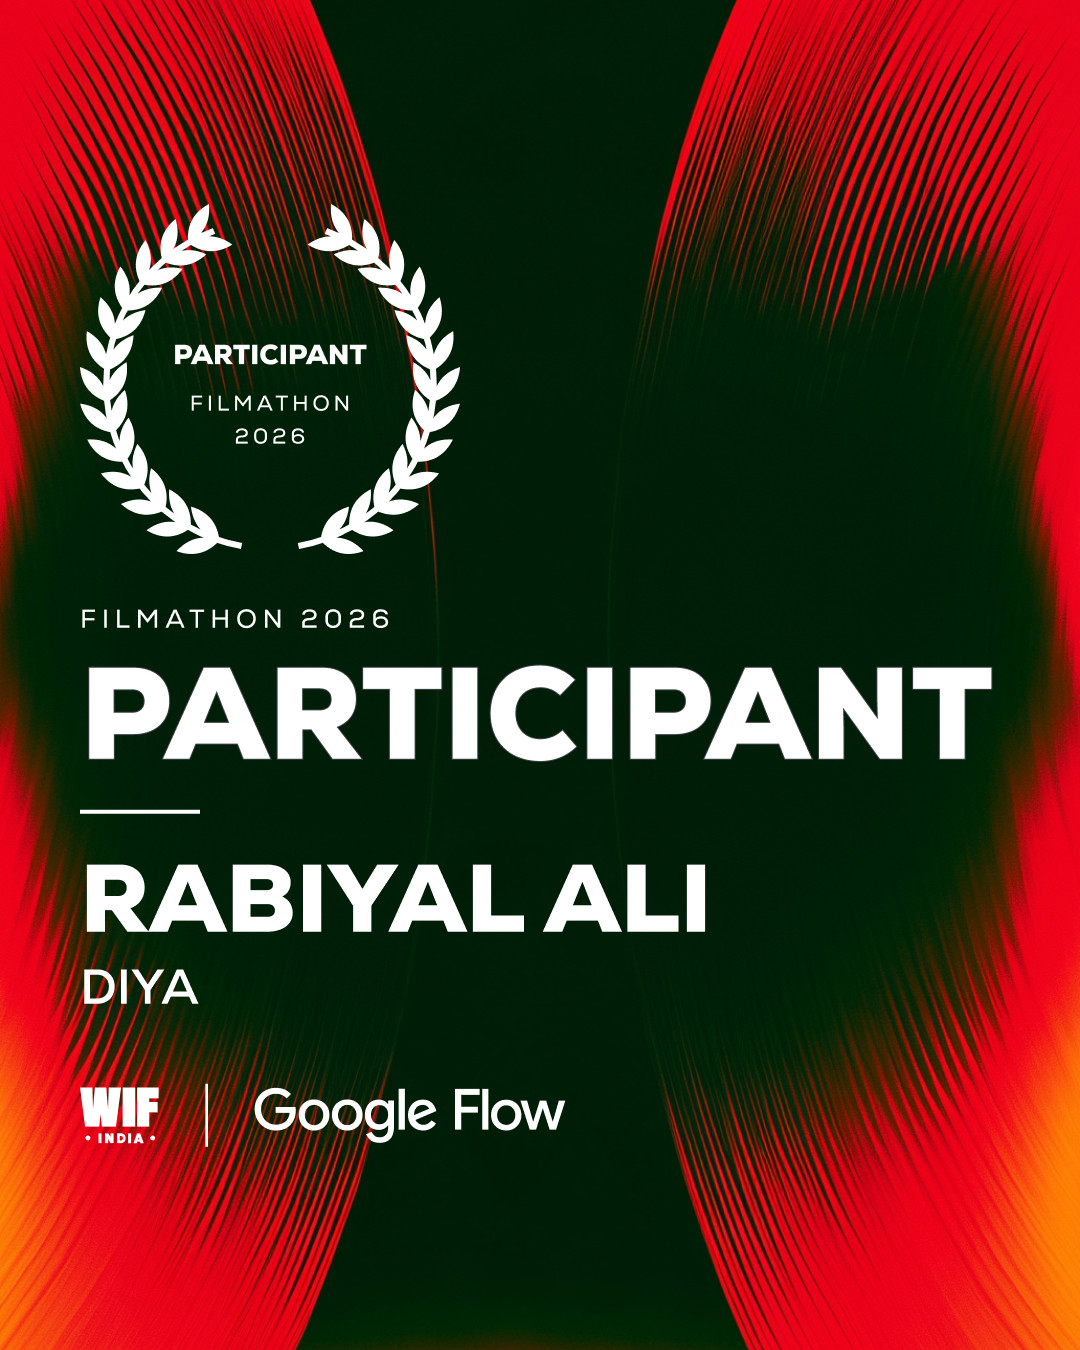 PARTICIPANT
FILMATHON
2026
FILMATHON 2026
PARTICIPANT
RABIYAL ALI
DIYA
WIF
• INDIA •
Google Flow